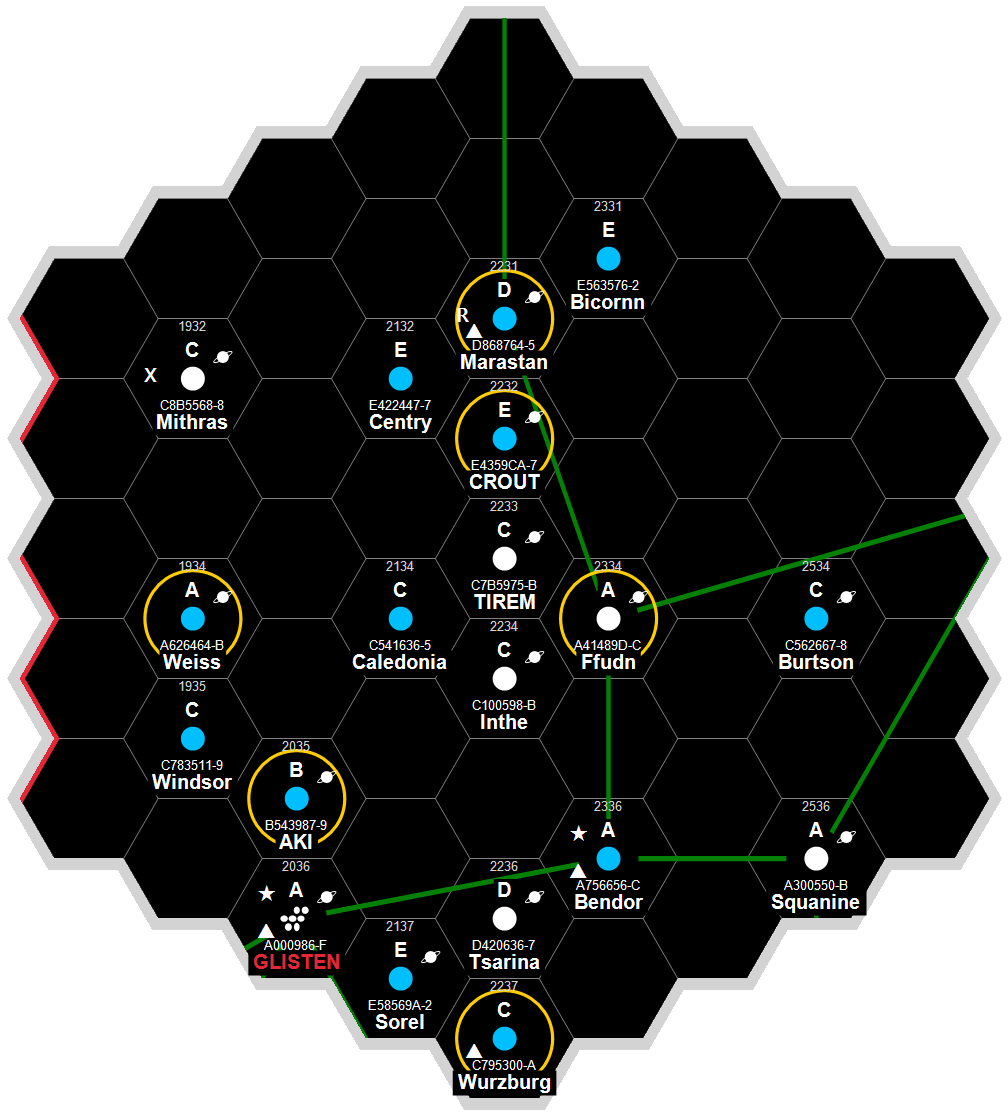 2331
E
E563576-2
Bicornn
2231
D
R
D868764-5
Marastan
1932
C
X
C8B5568-8
Mithras
2132
E
E422447-7
Centry
2232
E
E4359CA-7
CROUT
2233
C
C7B5975-B
TIREM
1934
A
A626464-B
Weiss
2134
C
C541636-5
Caledonia
2334
A
A41489D-C
Ffudn
2534
C
C562667-8
Burtson
2234
C
C100598-B
Inthe
1935
C
C783511-9
Windsor
2035
B
B543987-9
AKI
2336
A
A756656-C
Bendor
2536
A
A300550-B
Squanine
2036
A
A000986-F
GLISTEN
2236
D
D420636-7
Tsarina
2137
E
E58569A-2
Sorel
2237
C
C795300-A
Wurzburg